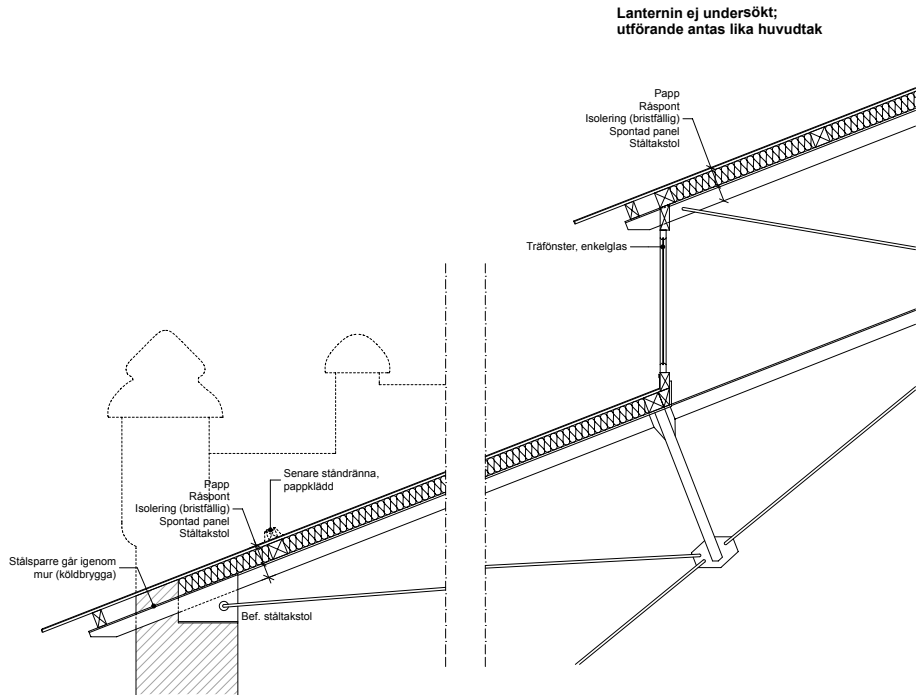 Lanternin ej undersökt;
utförande antas lika huvudtak
Papp
Råspont
Isolering (bristfällig)
Spontad panel
Ståltakstol
Träfönster, enkelglas
Senare ståndränna,
pappklädd
Papp
Råspont
Isolering (bristfällig)
Spontad panel
Ståltakstol
Stålsparre går igenom
mur (köldbrygga)
Bef. ståltakstol